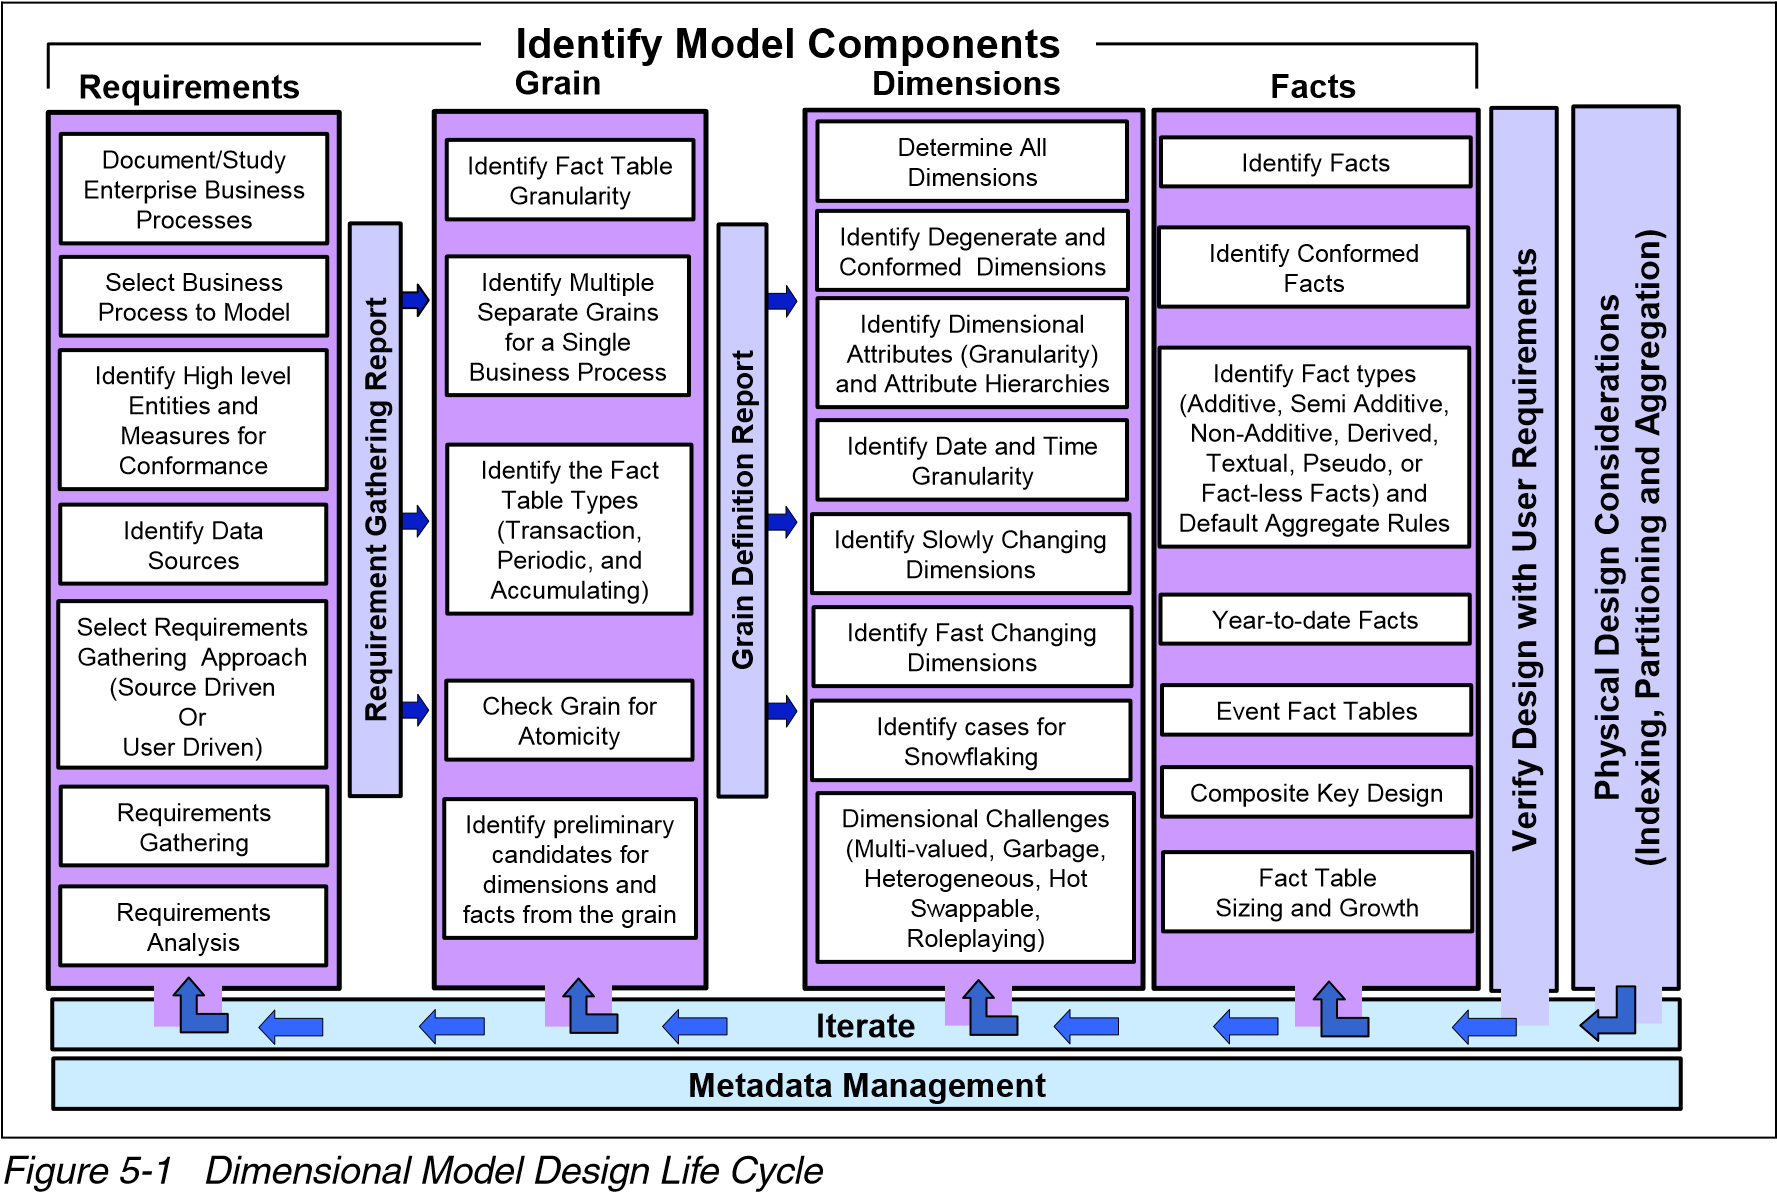 Identify Model Components
Requirements
Document/Study
Enterprise Business
Processes
Select Business
Process to Model
Identify High level
Entities and
Measures for
Conformance
Identify Data
Sources
Select Requirements
Gathering Approach
(Source Driven
Or
User Driven)
Requirements
Gathering
Requirements
Analysis
Requirement Gathering Report
Grain
Identify Fact Table
Granularity
Identify Multiple
Separate Grains
for a Single
Business Process
Identify the Fact
Table Types
(Transaction,
Periodic, and
Accumulating)
Check Grain for
Atomicity
Identify preliminary
candidates for
dimensions and
facts from the grain
Grain Definition Report
Dimensions
Determine All
Dimensions
Identify Degenerate and
Conformed Dimensions
Identify Dimensional
Attributes (Granularity)
and Attribute Hierarchies
Identify Date and Time
Granularity
Identify Slowly Changing
Dimensions
Identify Fast Changing
Dimensions
Identify cases for
Snowflaking
Dimensional Challenges
(Multi-valued, Garbage,
Heterogeneous, Hot
Swappable,
Roleplaying)
Facts
Identify Facts
Identify Conformed
Facts
Identify Fact types
(Additive, Semi Additive,
Non-Additive, Derived,
Textual, Pseudo, or
Fact-less Facts) and
Default Aggregate Rules
Year-to-date Facts
Event Fact Tables
Composite Key Design
Fact Table
Sizing and Growth
Verify Design with User Requirements
Physical Design Considerations
(Indexing, Partitioning and Aggregation)
Iterate
Metadata Management
Figure 5-1 Dimensional Model Design Life Cycle